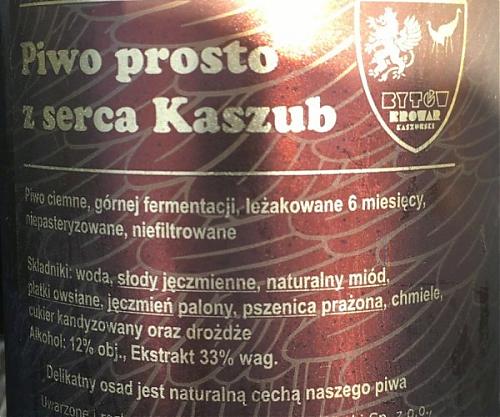 Piwo prosto
z serca Kaszub
BYTÓW
BROWAR
KASZUBSKI
Piwo ciemne, górnej fermentacji, leżakowane 6 miesięcy,
niepasteryzowane, niefiltrowane
Składniki: woda, słody jęczmienne, naturalny miód,
płatki owsiane, jęczmień palony, pszenica prażona, chmiele,
cukier kandyzowany oraz drożdże
Alkohol: 12% obj., Ekstrakt 33% wag.
Delikatny osad jest naturalną cechą naszego piwa
Uwarzone i